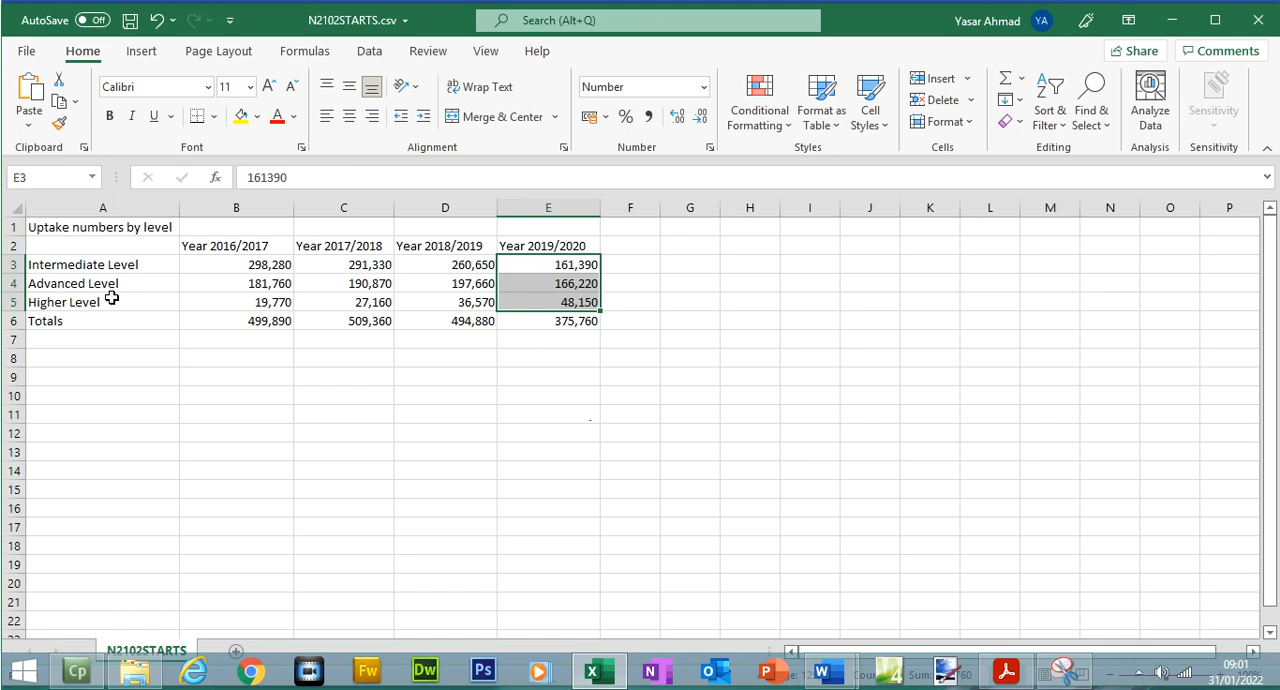 AutoSave Off N2102STARTS.csv Search (Alt+Q) Yasar Ahmad YA
File Home Insert Page Layout Formulas Data Review View Help Share Comments
Paste Calibri 11 A A Wrap Text Number Conditional Formatting Format as Table Cell Styles Insert Sort & Filter Find & Select Analyze Data Sensitivity
B I U A Merge & Center % Delete
Format
Clipboard Font Alignment Number Styles Cells Editing Analysis Sensitivity
E3 fx 161390
A B C D E F G H I J K L M N O P
1 Uptake numbers by level
2 Year 2016/2017 Year 2017/2018 Year 2018/2019 Year 2019/2020
3 Intermediate Level 298,280 291,330 260,650 161,390
4 Advanced Level 181,760 190,870 197,660 166,220
5 Higher Level 19,770 27,160 36,570 48,150
6 Totals 499,890 509,360 494,880 375,760
7
8
9
10
11
12
13
14
15
16
17
18
19
20
21
22
N2102STARTS
Cp Fw Dw Ps N P W Sum: 09:01
31/01/2022